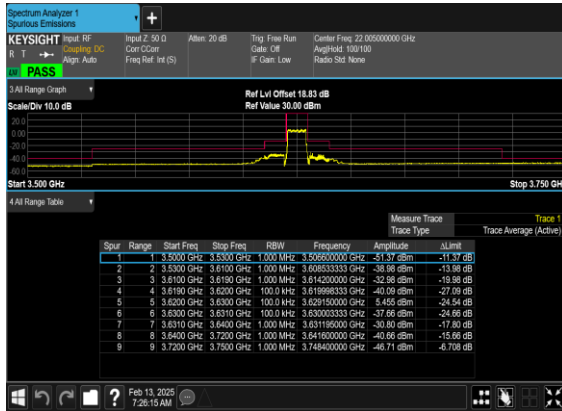 Spectrum Analyzer 1
Spurious Emissions
+
KEYSIGHT Input: RF Input Z: 50 Ω Atten: 20 dB Trig: Free Run Center Freq: 22.005000000 GHz
R T Coupling: DC Corr CCorr Gate: Off Avg|Hold: 100/100
Align: Auto Freq Ref: Int (S) IF Gain: Low Radio Std: None
LU PASS
3 All Range Graph
Ref Lvl Offset 18.83 dB
Scale/Div 10.0 dB Ref Value 30.00 dBm
20.0
0.00
-20.0
-40.0
-60.0
Start 3.500 GHz Stop 3.750 GH
4 All Range Table
Measure Trace Trace 1
Trace Type Trace Average (Active)
Spur Range Start Freq Stop Freq RBW Frequency Amplitude ΔLimit
1 1 3.5000 GHz 3.5300 GHz 1.000 MHz 3.506600000 GHz -51.37 dBm -11.37 dB
2 2 3.5300 GHz 3.6100 GHz 1.000 MHz 3.608533333 GHz -38.98 dBm -13.98 dB
3 3 3.6100 GHz 3.6190 GHz 1.000 MHz 3.614200000 GHz -32.98 dBm -19.98 dB
4 4 3.6190 GHz 3.6200 GHz 100.0 kHz 3.619998333 GHz -40.09 dBm -27.09 dB
5 5 3.6200 GHz 3.6300 GHz 100.0 kHz 3.629150000 GHz 5.455 dBm -24.54 dB
6 6 3.6300 GHz 3.6310 GHz 100.0 kHz 3.630003333 GHz -37.66 dBm -24.66 dB
7 7 3.6310 GHz 3.6400 GHz 1.000 MHz 3.631195000 GHz -30.80 dBm -17.80 dB
8 8 3.6400 GHz 3.7200 GHz 1.000 MHz 3.641600000 GHz -40.66 dBm -15.66 dB
9 9 3.7200 GHz 3.7500 GHz 1.000 MHz 3.748400000 GHz -46.71 dBm -6.708 dB
? Feb 13, 2025
7:26:15 AM